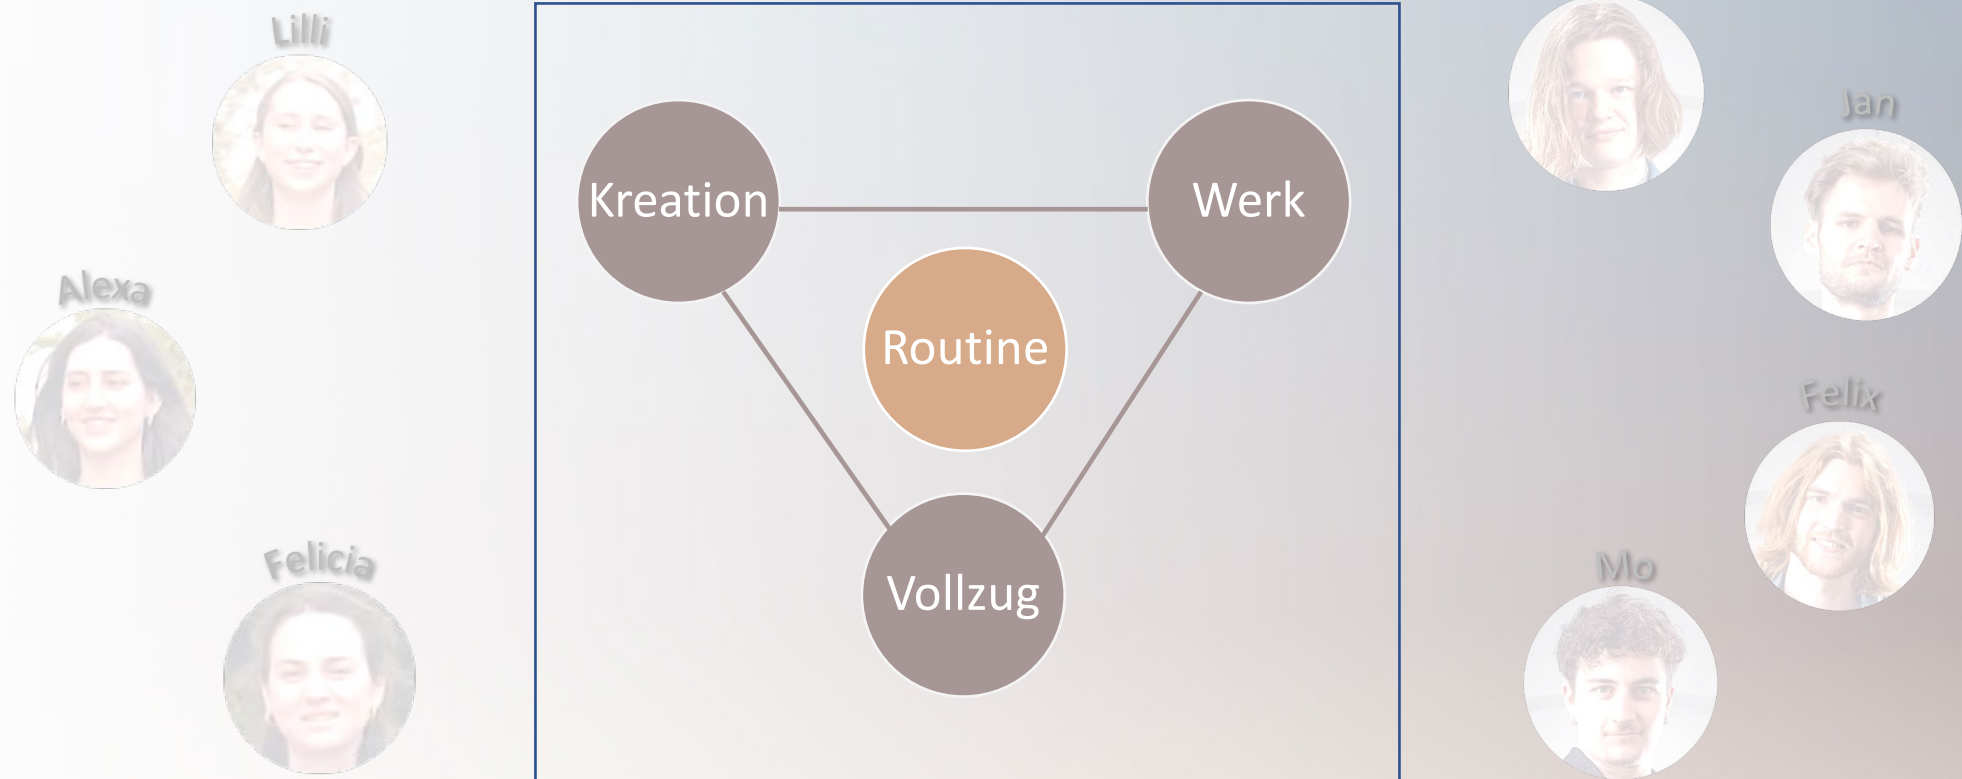 Lilli
Jan
Kreation
Werk
Alexa
Routine
Felix
Felicia
Mo
Vollzug